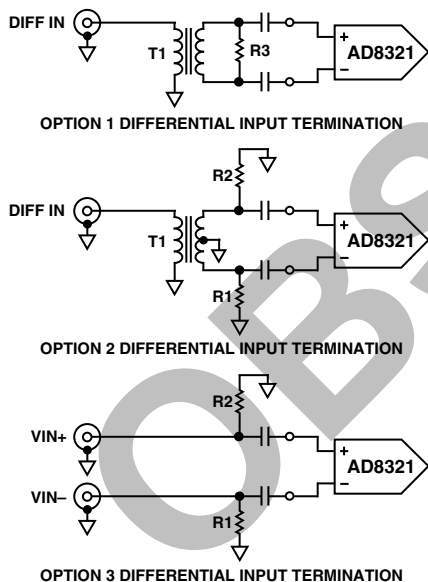 DIFF IN
T1
R3
+
−
AD8321
OPTION 1 DIFFERENTIAL INPUT TERMINATION
R2
DIFF IN
T1
+
−
AD8321
R1
OPTION 2 DIFFERENTIAL INPUT TERMINATION
R2
VIN+
+
−
AD8321
VIN–
R1
OPTION 3 DIFFERENTIAL INPUT TERMINATION
OBS